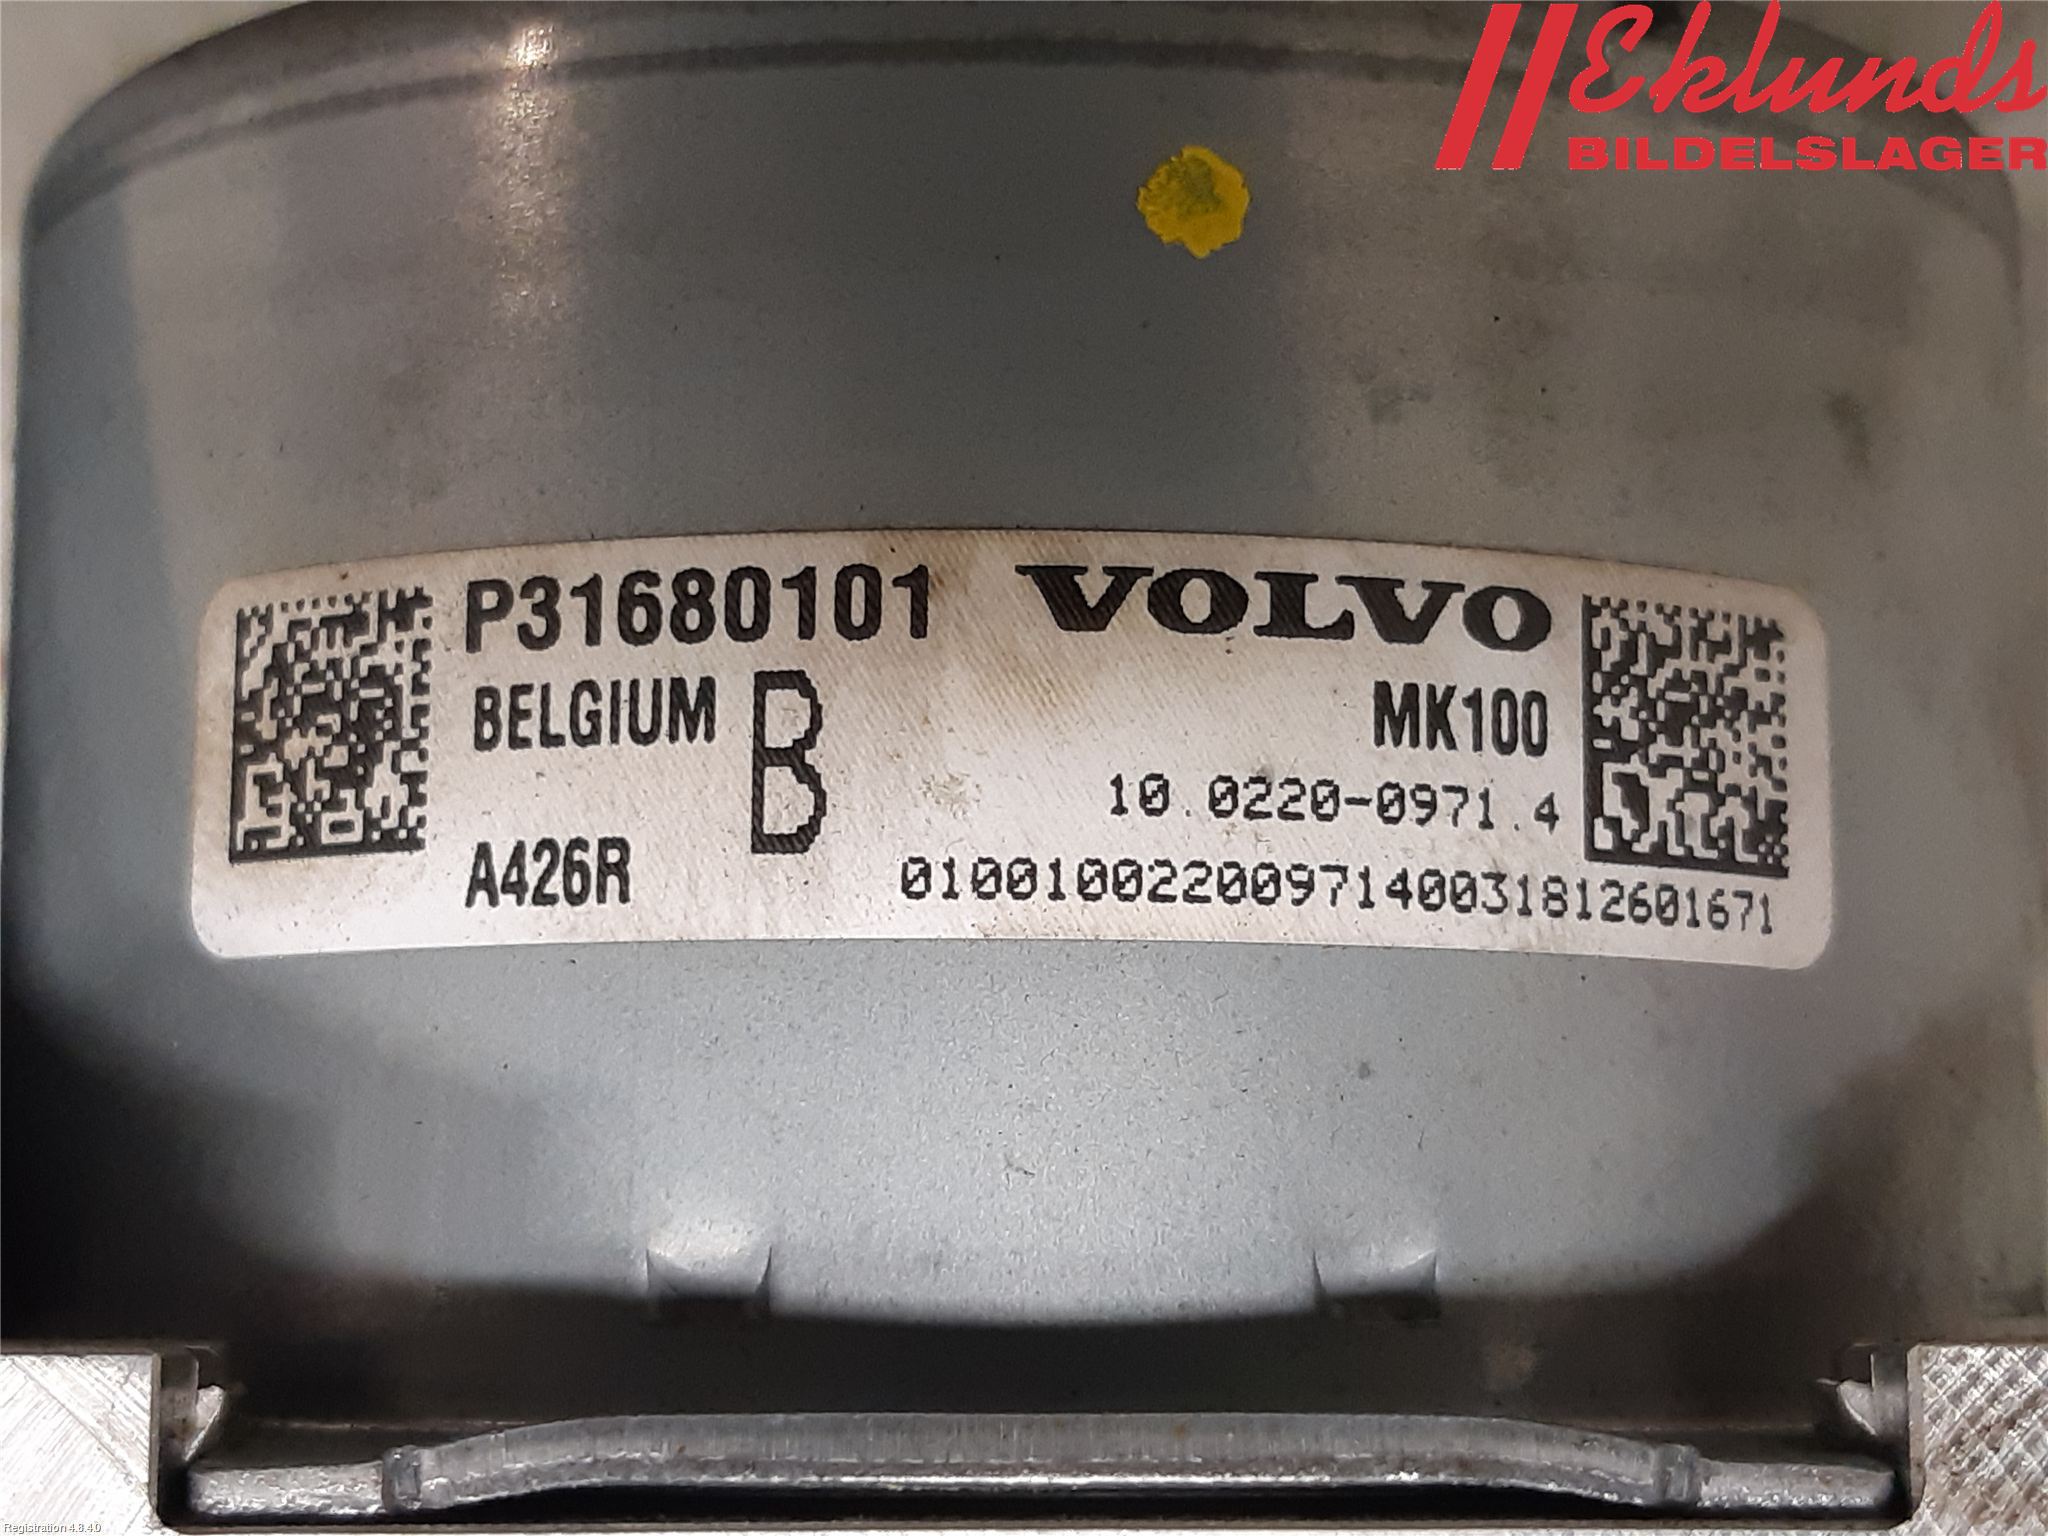 Eklunds
BILDELSLAGER
P31680101 VOLVO
BELGIUM B MK100
10.0220-0971.4
A426R 0100100220097140031812601671
Registration 4.8.4.0